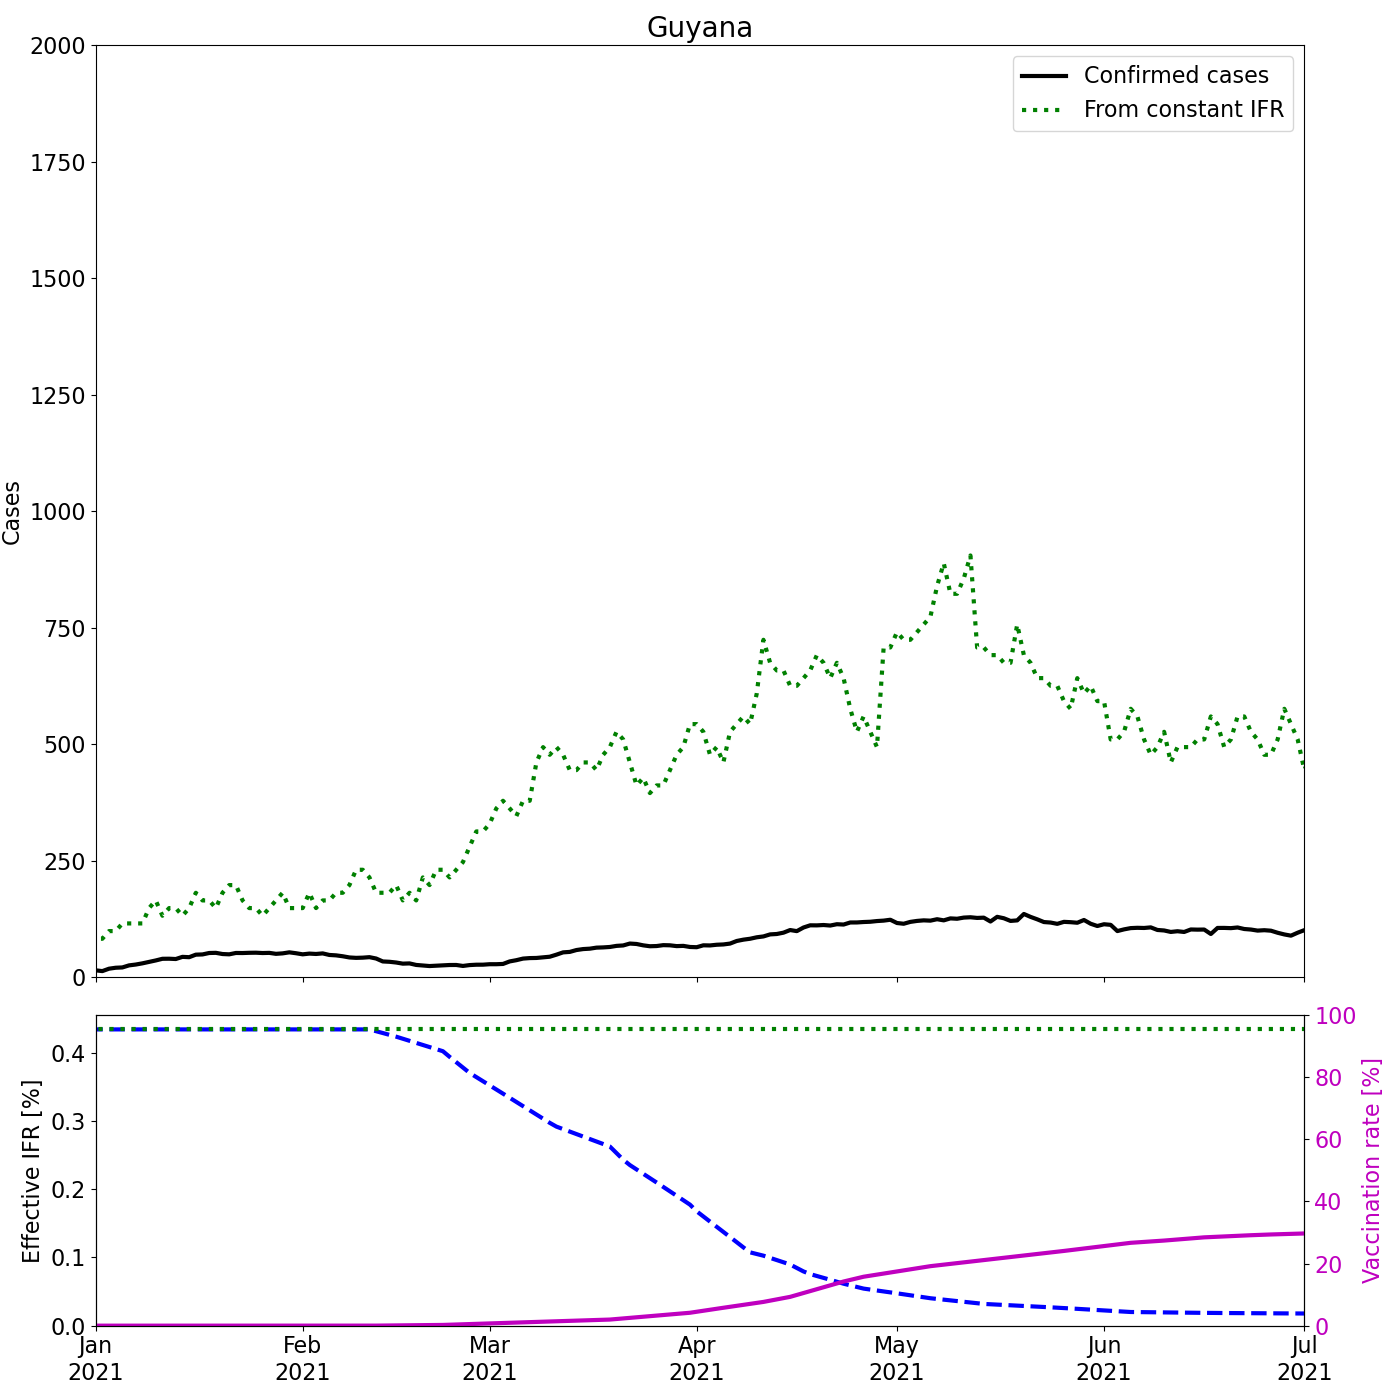 Guyana
2000
1750
1500
1250
1000
750
500
250
0
Cases
Confirmed cases
From constant IFR
0.4
0.3
0.2
0.1
0.0
Effective IFR [%]
100
80
60
40
20
0
Vaccination rate [%]
Jan Feb Mar Apr May Jun Jul
2021 2021 2021 2021 2021 2021 2021